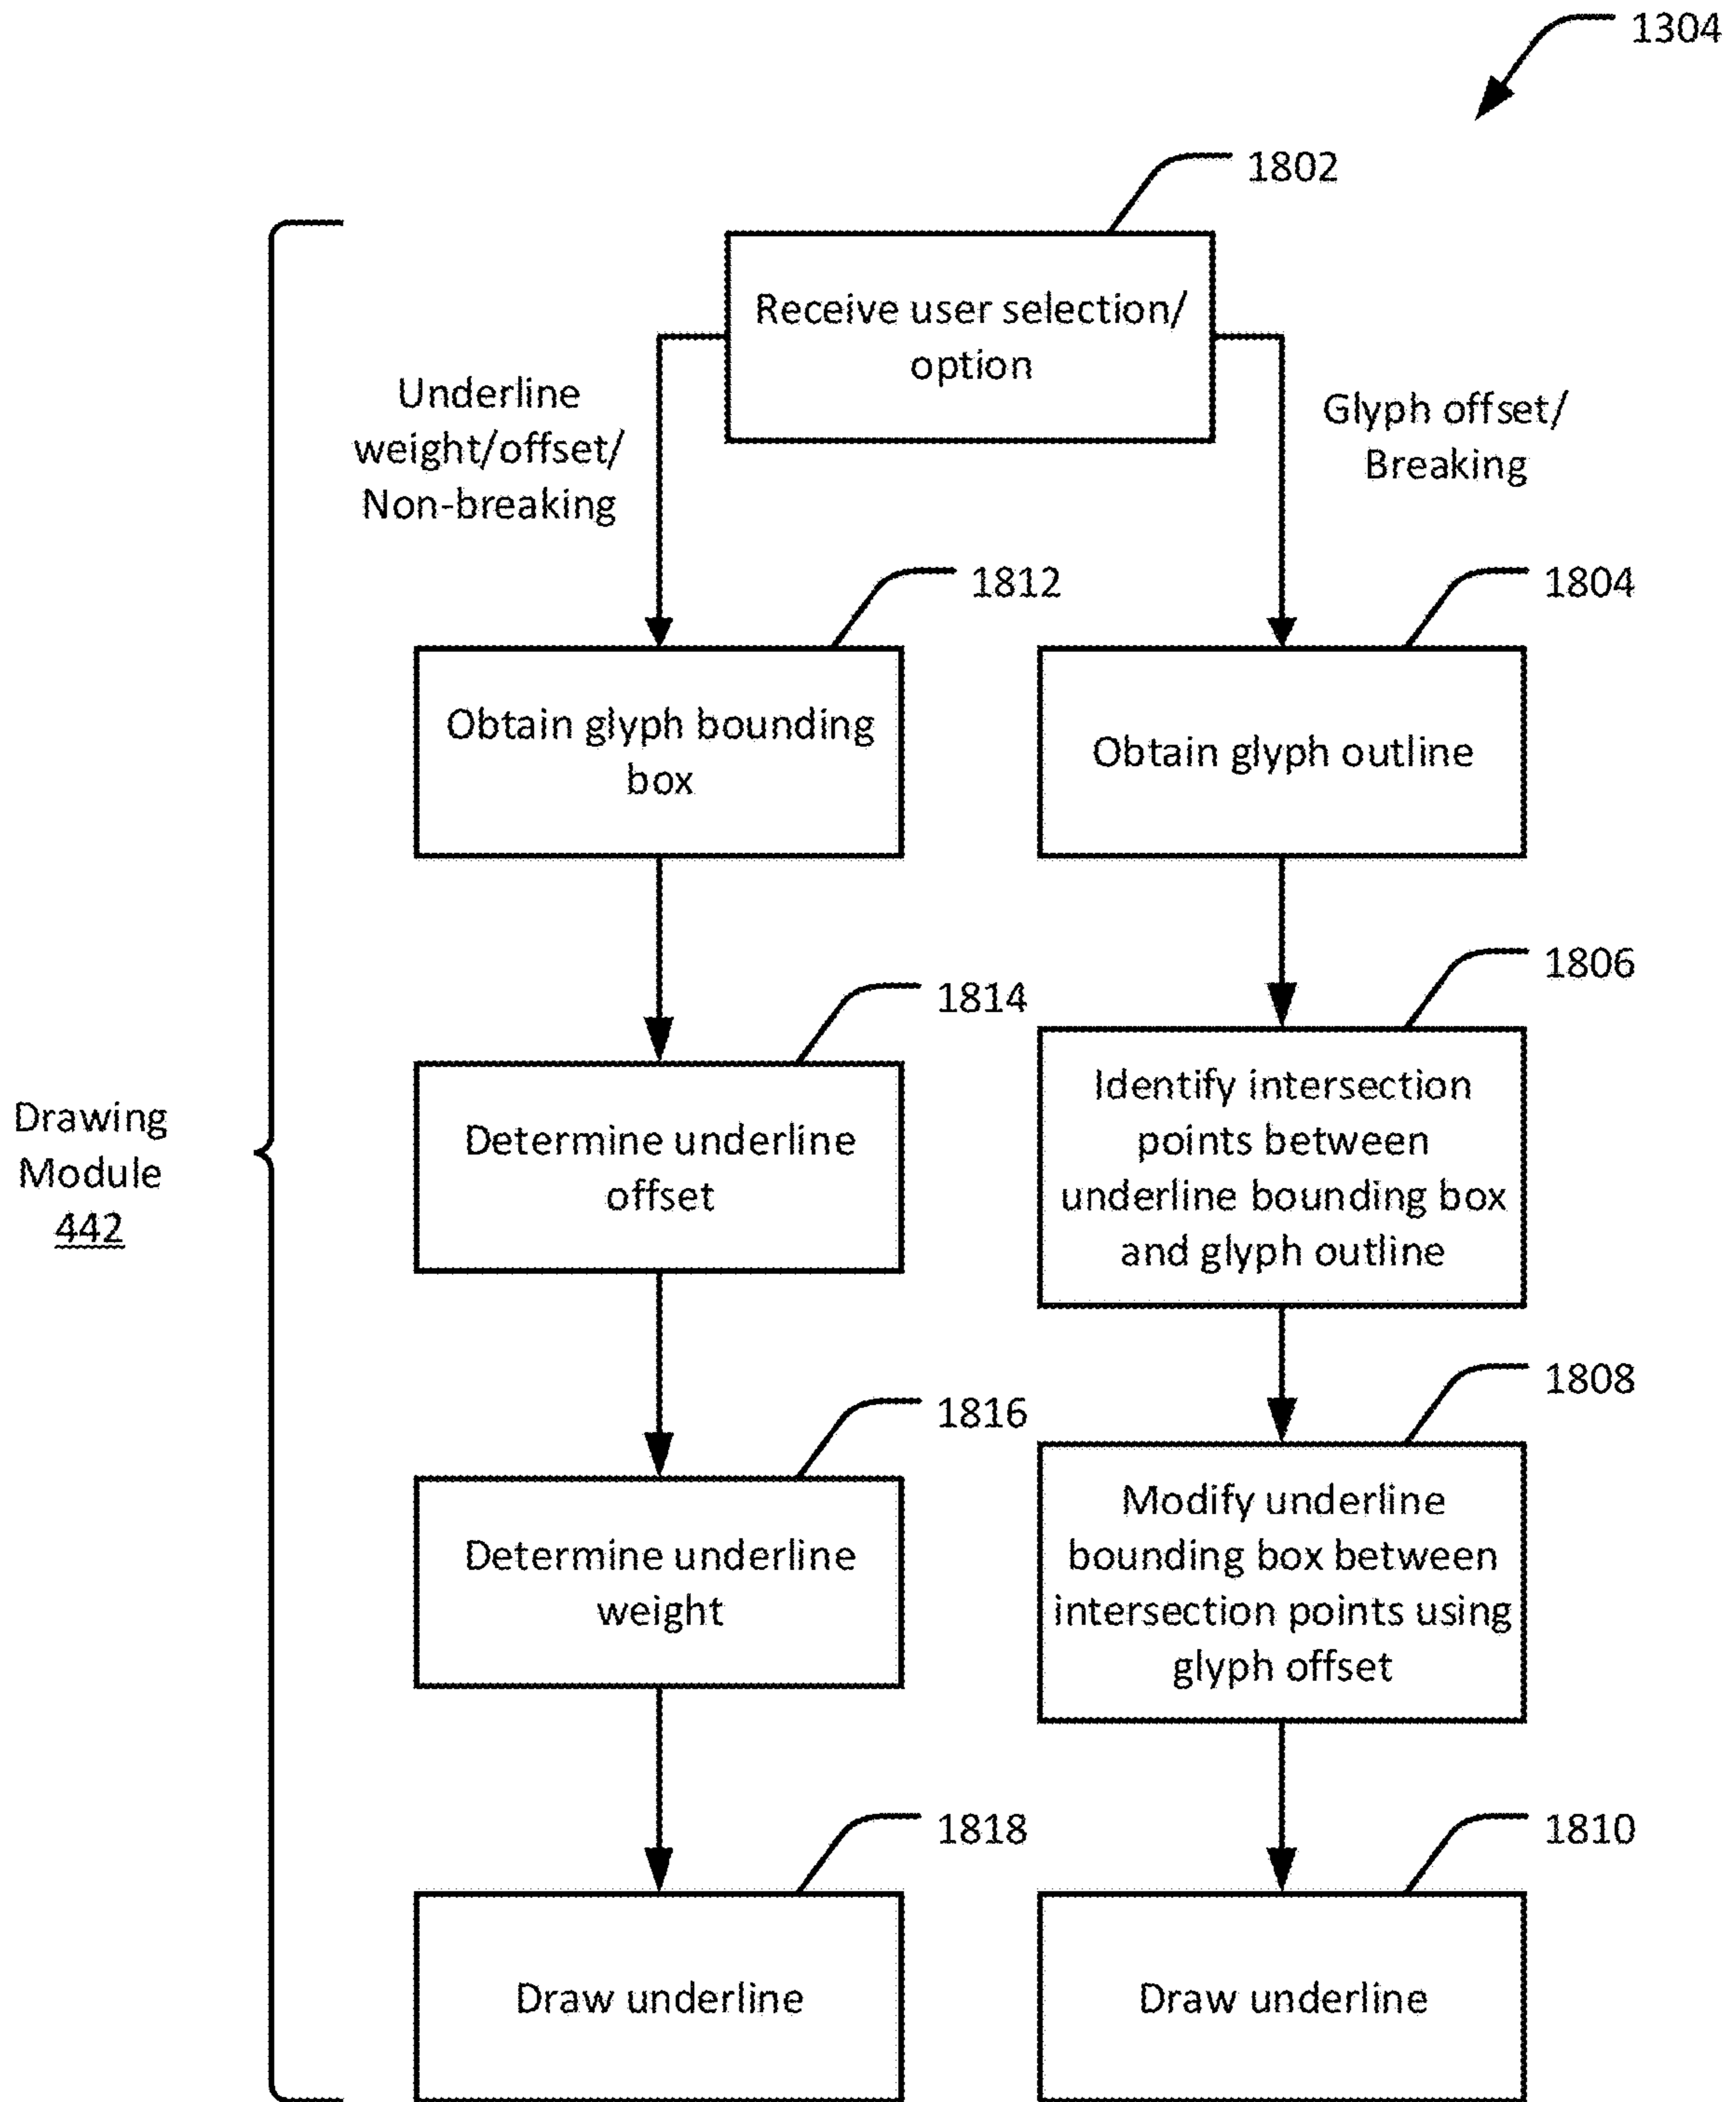 1304
1802
Receive user selection/
option
Underline
weight/offset/
Non-breaking
Glyph offset/
Breaking
1812
Obtain glyph bounding
box
1804
Obtain glyph outline
1814
Determine underline
offset
1806
Identify intersection
points between
underline bounding box
and glyph outline
Drawing
Module
442
1816
Determine underline
weight
1808
Modify underline
bounding box between
intersection points using
glyph offset
1818
Draw underline
1810
Draw underline